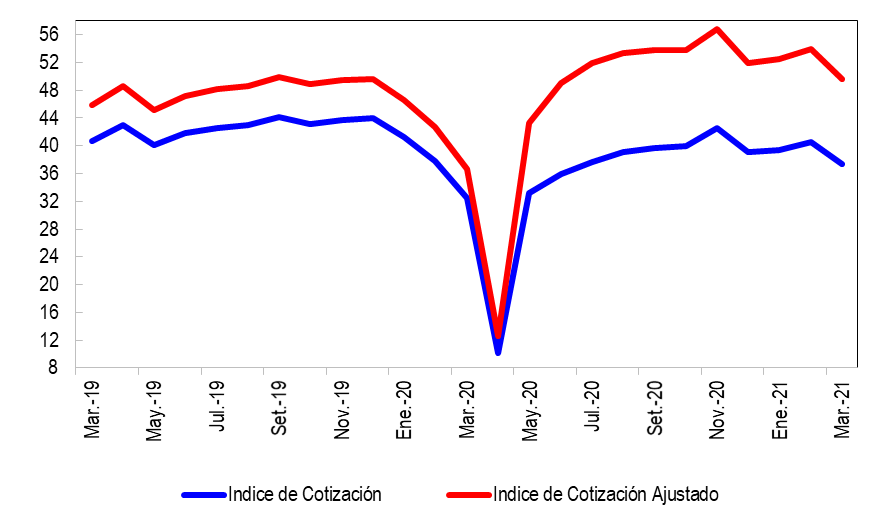 56
52
48
44
40
36
32
28
24
20
16
12
8
Mar.-19
May.-19
Jul.-19
Set.-19
Nov.-19
Ene.-20
Mar.-20
May.-20
Jul.-20
Set.-20
Nov.-20
Ene.-21
Mar.-21
Indice de Cotización
Indice de Cotización Ajustado